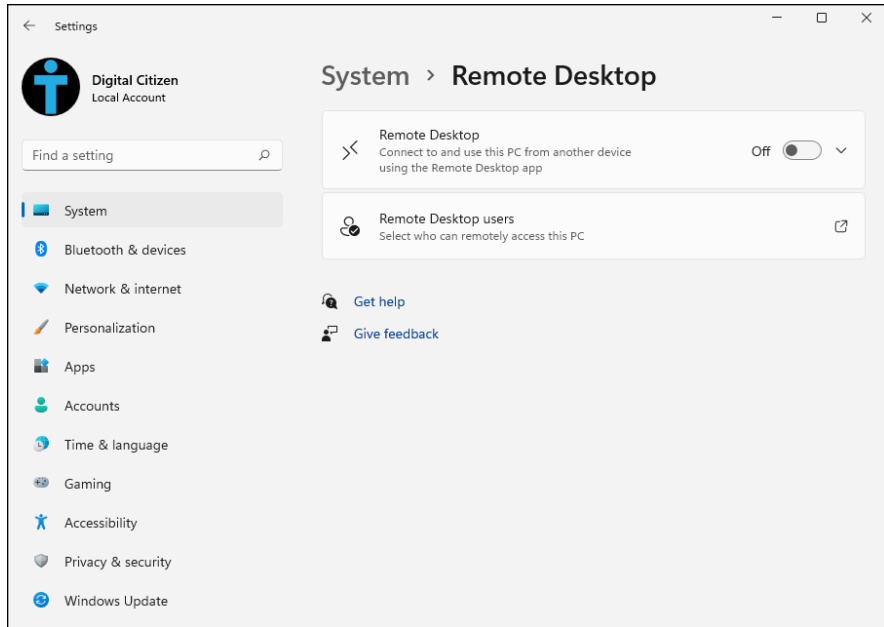 Settings
Digital Citizen
Local Account
Find a setting
System
Bluetooth & devices
Network & internet
Personalization
Apps
Accounts
Time & language
Gaming
Accessibility
Privacy & security
Windows Update
System > Remote Desktop
Remote Desktop
Connect to and use this PC from another device
using the Remote Desktop app
Off
Remote Desktop users
Select who can remotely access this PC
Get help
Give feedback